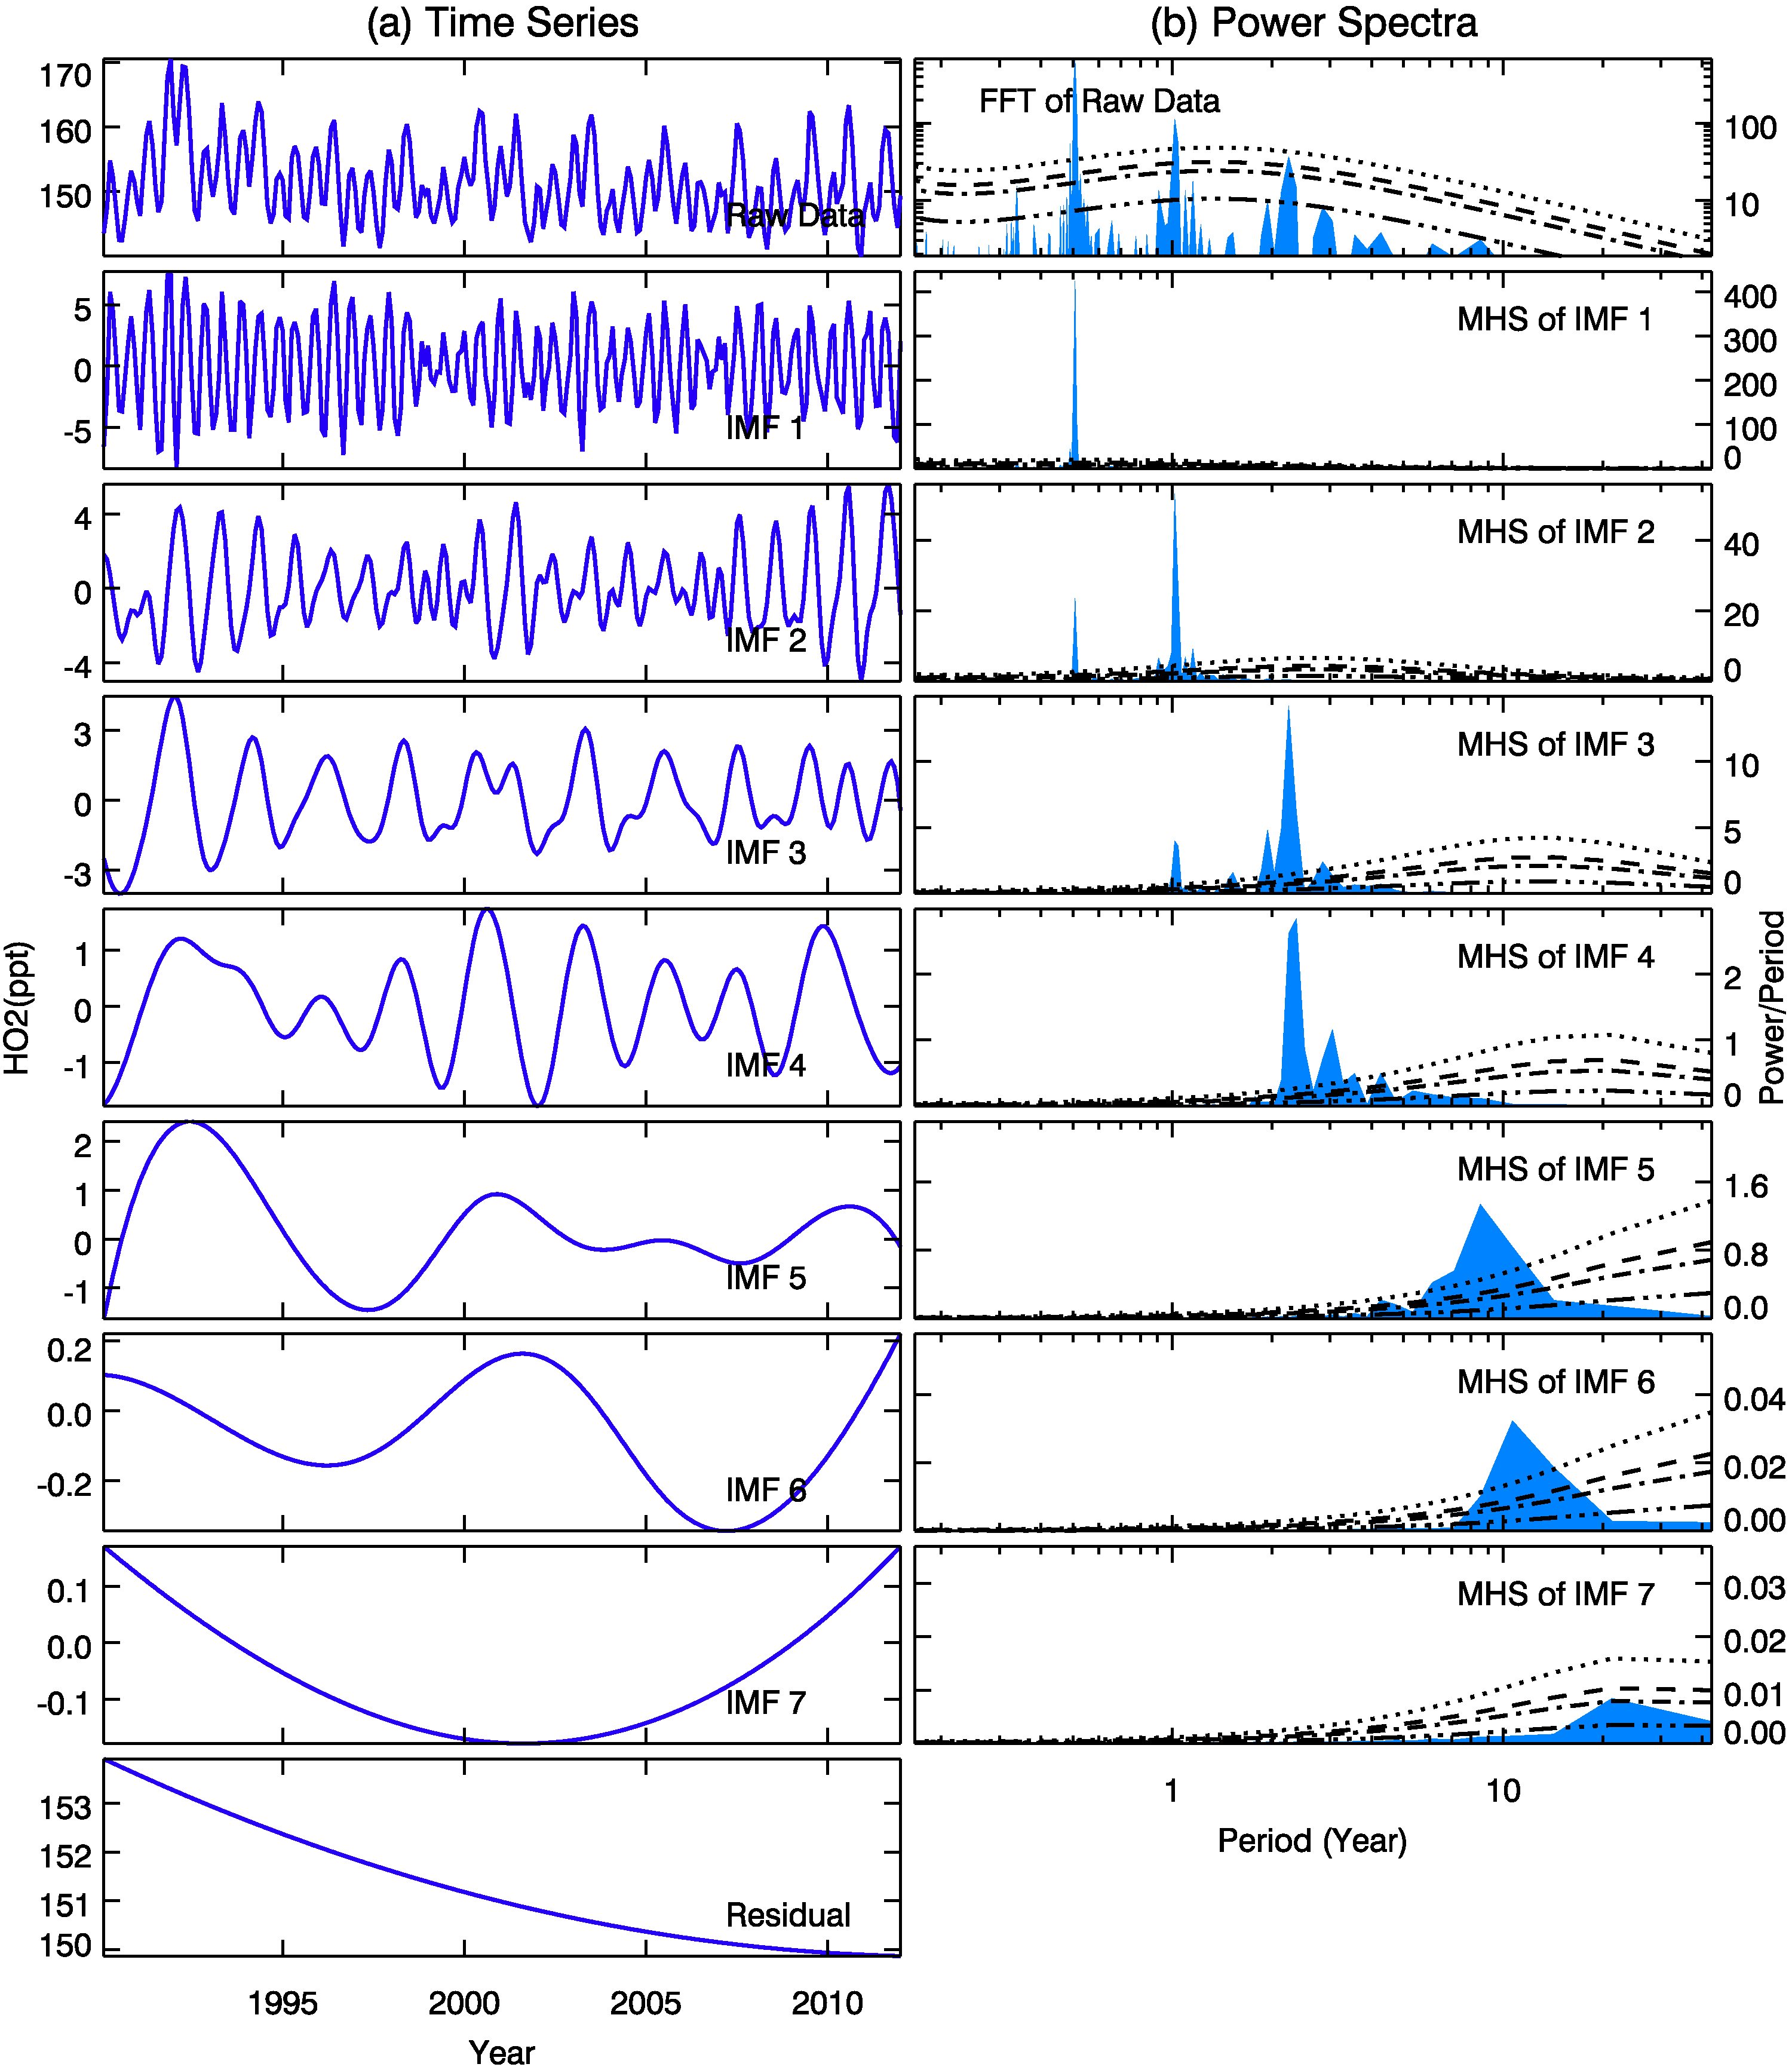 (a) Time Series
(b) Power Spectra
170
160
150
Raw Data
FFT of Raw Data
100
10
5
0
-5
IMF 1
MHS of IMF 1
400
300
200
100
0
4
0
-4
IMF 2
MHS of IMF 2
40
20
0
3
0
-3
IMF 3
MHS of IMF 3
10
5
0
HO2(ppt)
1
0
-1
IMF 4
MHS of IMF 4
2
1
0
Power/Period
2
1
0
-1
IMF 5
MHS of IMF 5
1.6
0.8
0.0
0.2
0.0
-0.2
IMF 6
MHS of IMF 6
0.04
0.02
0.00
0.1
0.0
-0.1
IMF 7
MHS of IMF 7
0.03
0.02
0.01
0.00
1 10
Period (Year)
153
152
151
150
Residual
1995 2000 2005 2010
Year